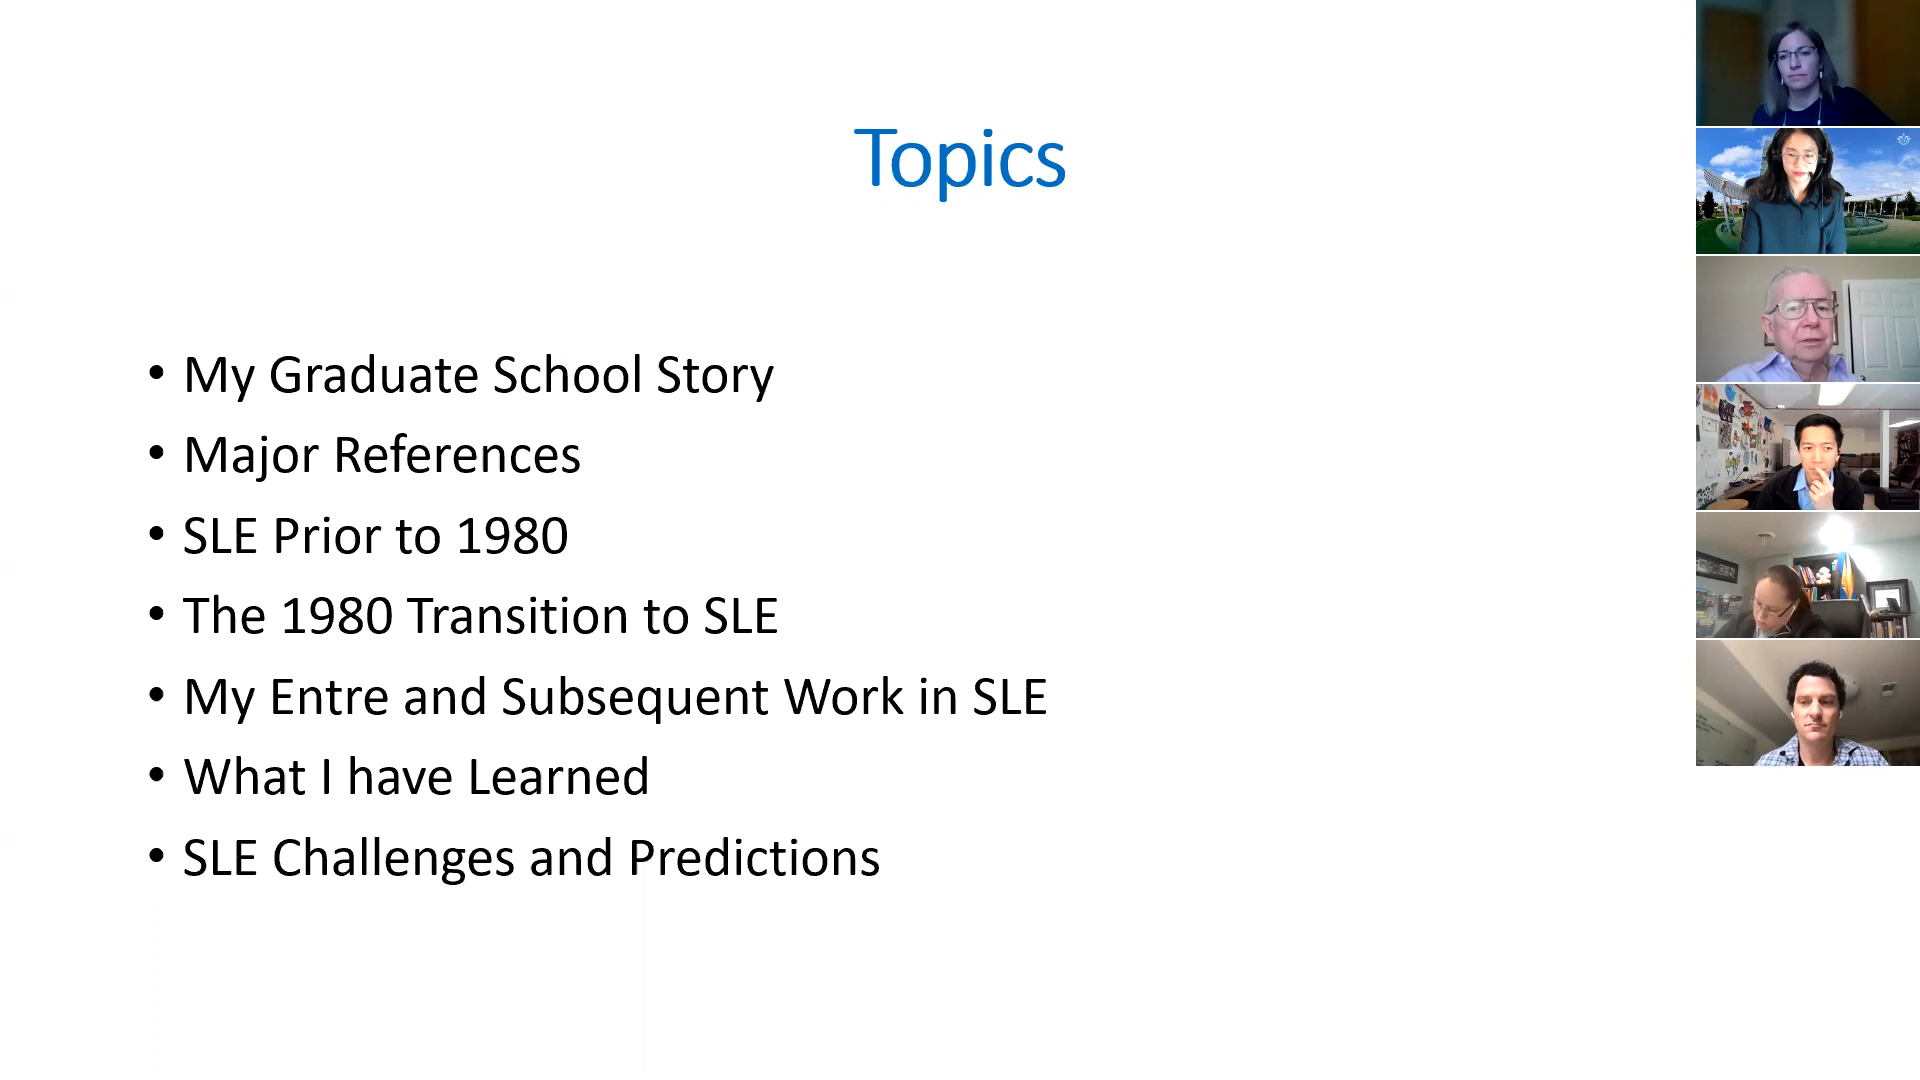 Topics
• My Graduate School Story
• Major References
• SLE Prior to 1980
• The 1980 Transition to SLE
• My Entre and Subsequent Work in SLE
• What I have Learned
• SLE Challenges and Predictions